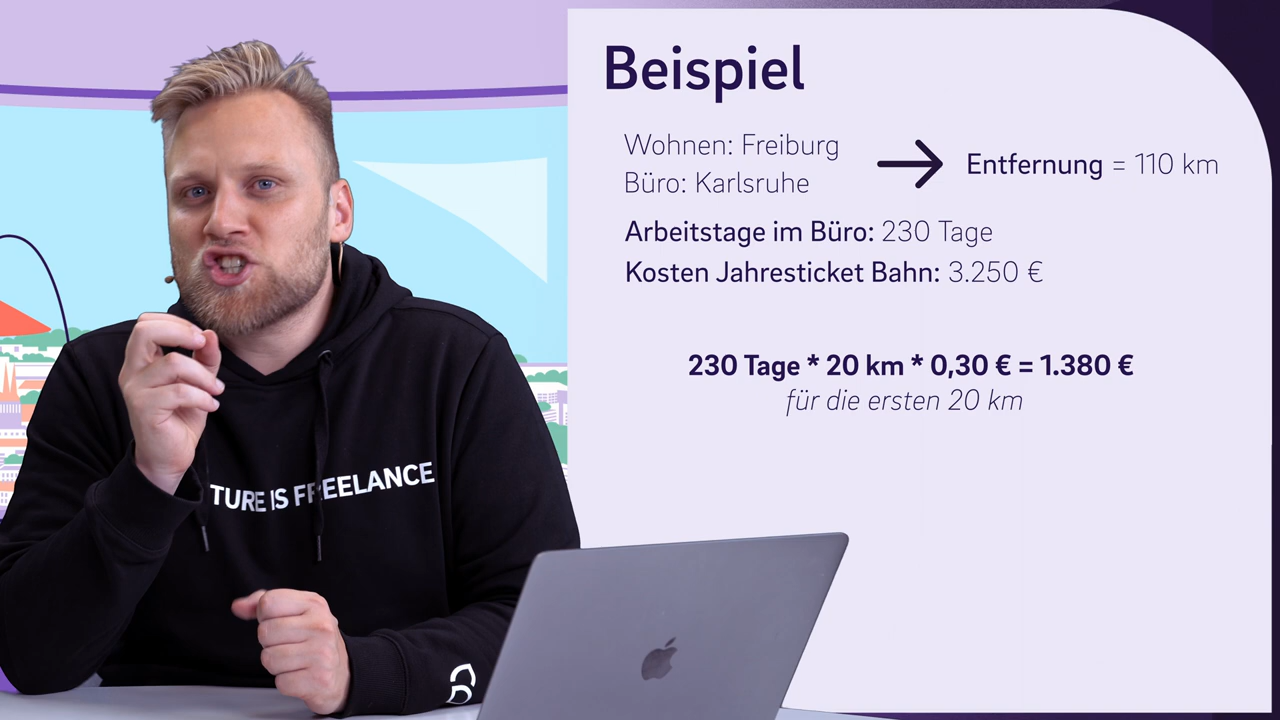 Beispiel
Wohnen: Freiburg
Büro: Karlsruhe
Entfernung = 110 km
Arbeitstage im Büro: 230 Tage
Kosten Jahresticket Bahn: 3.250 €
230 Tage * 20 km * 0,30 € = 1.380 €
für die ersten 20 km
TURE IS FREELANCE